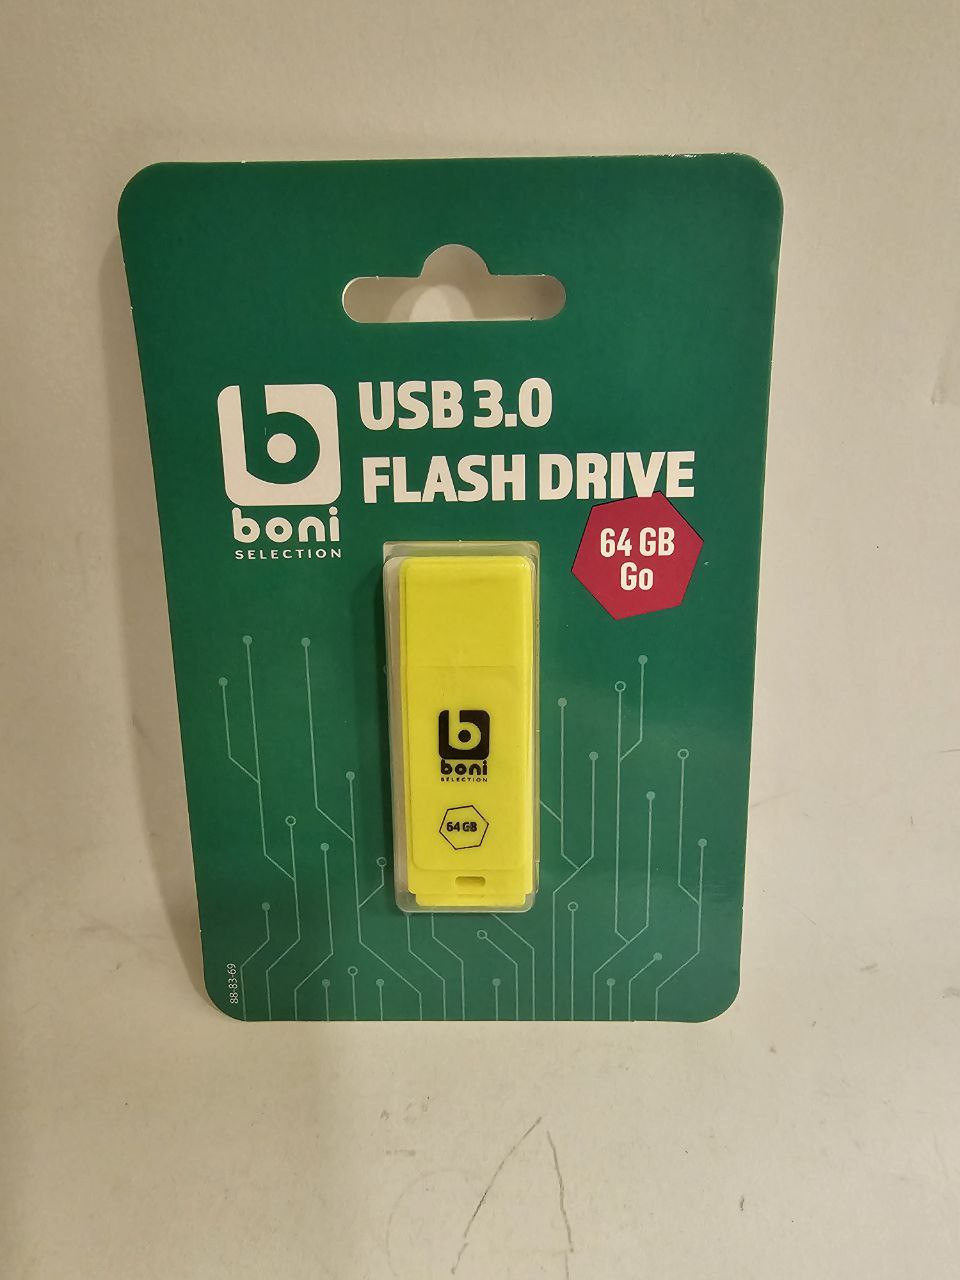 USB 3.0
FLASH DRIVE
boni
SELECTION
64 GB
Go
boni
SELECTION
64 GB
88-83-69